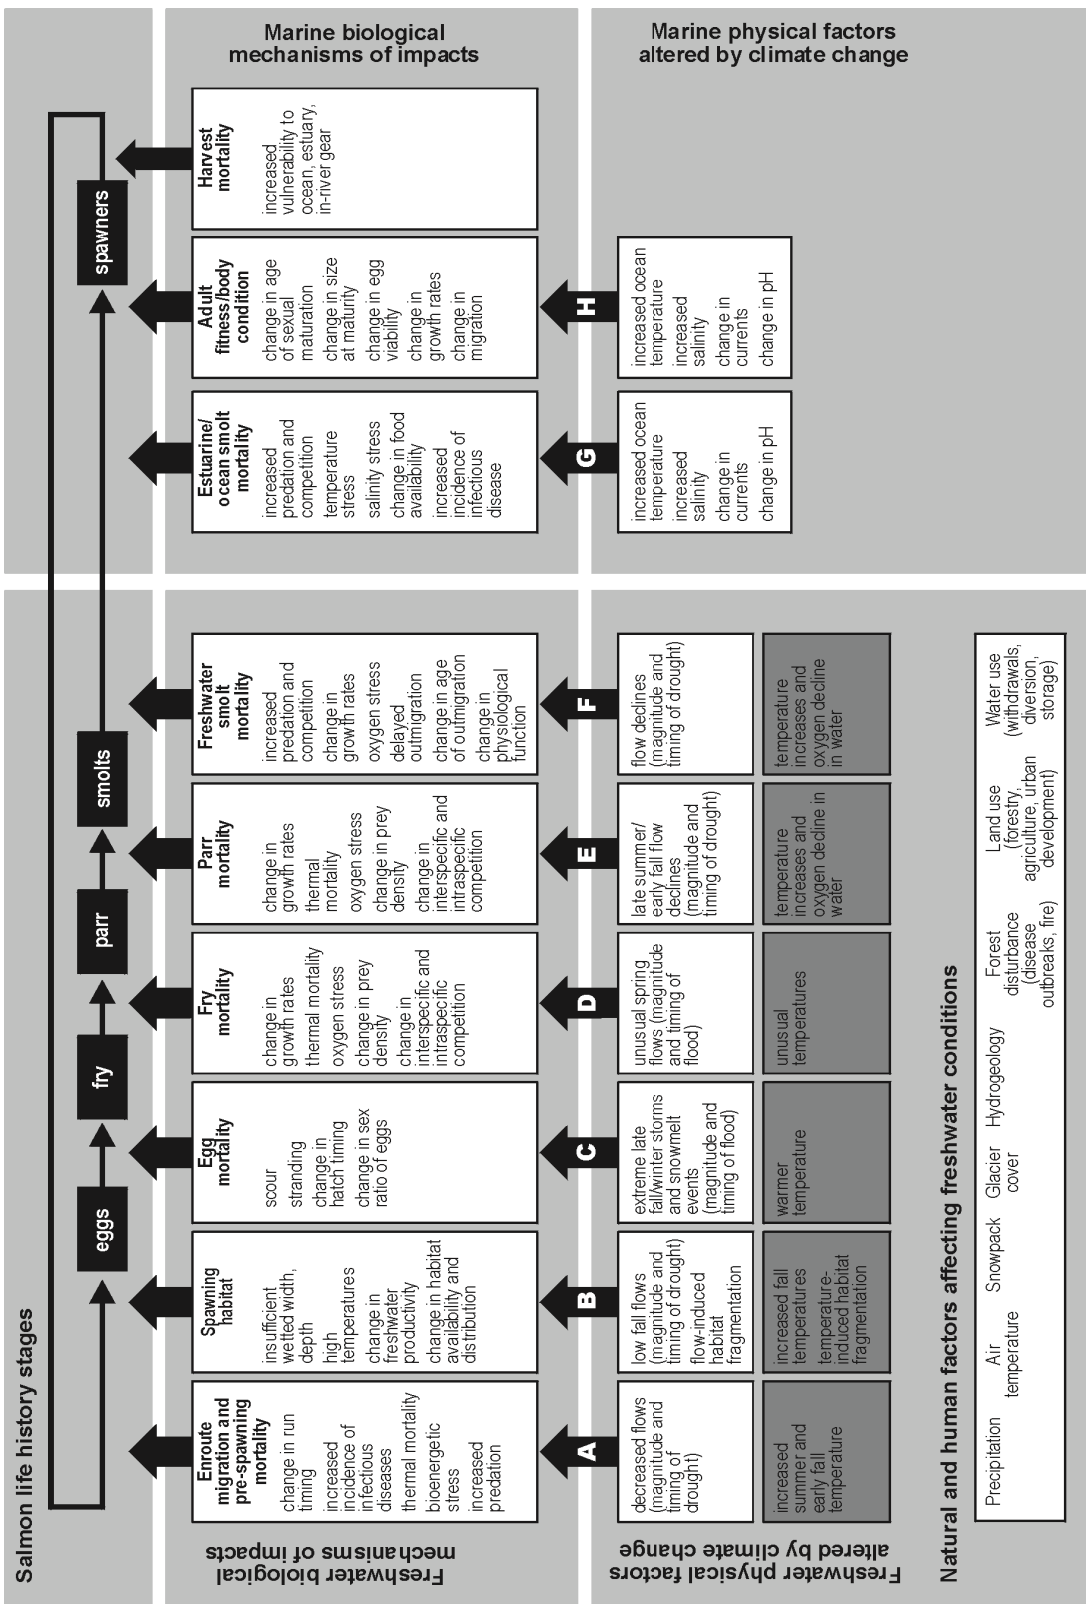 Salmon life history stages
eggs
fry
parr
smolts
spawners
Freshwater biological
mechanisms of impacts
Enroute
migration and
pre-spawning
mortality
change in run
timing
increased
incidence of
infectious
diseases
thermal mortality
bioenergetic
stress
increased
predation
Spawning
habitat
insufficient
wetted width,
depth
high
temperatures
change in
freshwater
productivity
change in habitat
availability and
distribution
Egg
mortality
scour
stranding
change in
hatch timing
change in sex
ratio of eggs
Fry
mortality
change in
growth rates
thermal mortality
oxygen stress
change in prey
density
change in
interspecific and
intraspecific
competition
Parr
mortality
change in
growth rates
thermal
mortality
oxygen stress
change in prey
density
change in
interspecific and
intraspecific
competition
Freshwater
smolt
mortality
increased
predation and
competition
change in
growth rates
oxygen stress
delayed
outmigration
change in age
of outmigration
change in
physiological
function
Estuarine/
ocean smolt
mortality
increased
predation and
competition
temperature
stress
salinity stress
change in food
availability
increased
incidence of
infectious
disease
Adult
fitness/body
condition
change in age
of sexual
maturation
change in size
at maturity
change in egg
viability
change in
growth rates
change in
migration
Harvest
mortality
increased
vulnerability to
ocean, estuary,
in-river gear
Marine biological
mechanisms of impacts
A
B
C
D
E
F
G
H
Freshwater physical factors
altered by climate change
decreased flows
(magnitude and
timing of
drought)
low fall flows
(magnitude and
timing of drought)
flow-induced
habitat
fragmentation
extreme late
fall/winter storms
and snowmelt
events
(magnitude and
timing of flood)
unusual spring
flows (magnitude
and timing of
flood)
late summer/
early fall flow
declines
(magnitude and
timing of drought)
flow declines
(magnitude and
timing of drought)
increased ocean
temperature
increased
salinity
change in
currents
change in pH
increased ocean
temperature
increased
salinity
change in
currents
change in pH
Marine physical factors
altered by climate change
increased
summer and
early fall
temperature
increased fall
temperatures
temperature-
induced habitat
fragmentation
warmer
temperature
unusual
temperatures
temperature
increases and
oxygen decline in
water
temperature
increases and
oxygen decline
in water
Natural and human factors affecting freshwater conditions
Precipitation
Air
temperature
Snowpack
Glacier
cover
Hydrogeology
Forest
disturbance
(disease
outbreaks, fire)
Land use
(forestry,
agriculture, urban
development)
Water use
(withdrawals,
diversion,
storage)